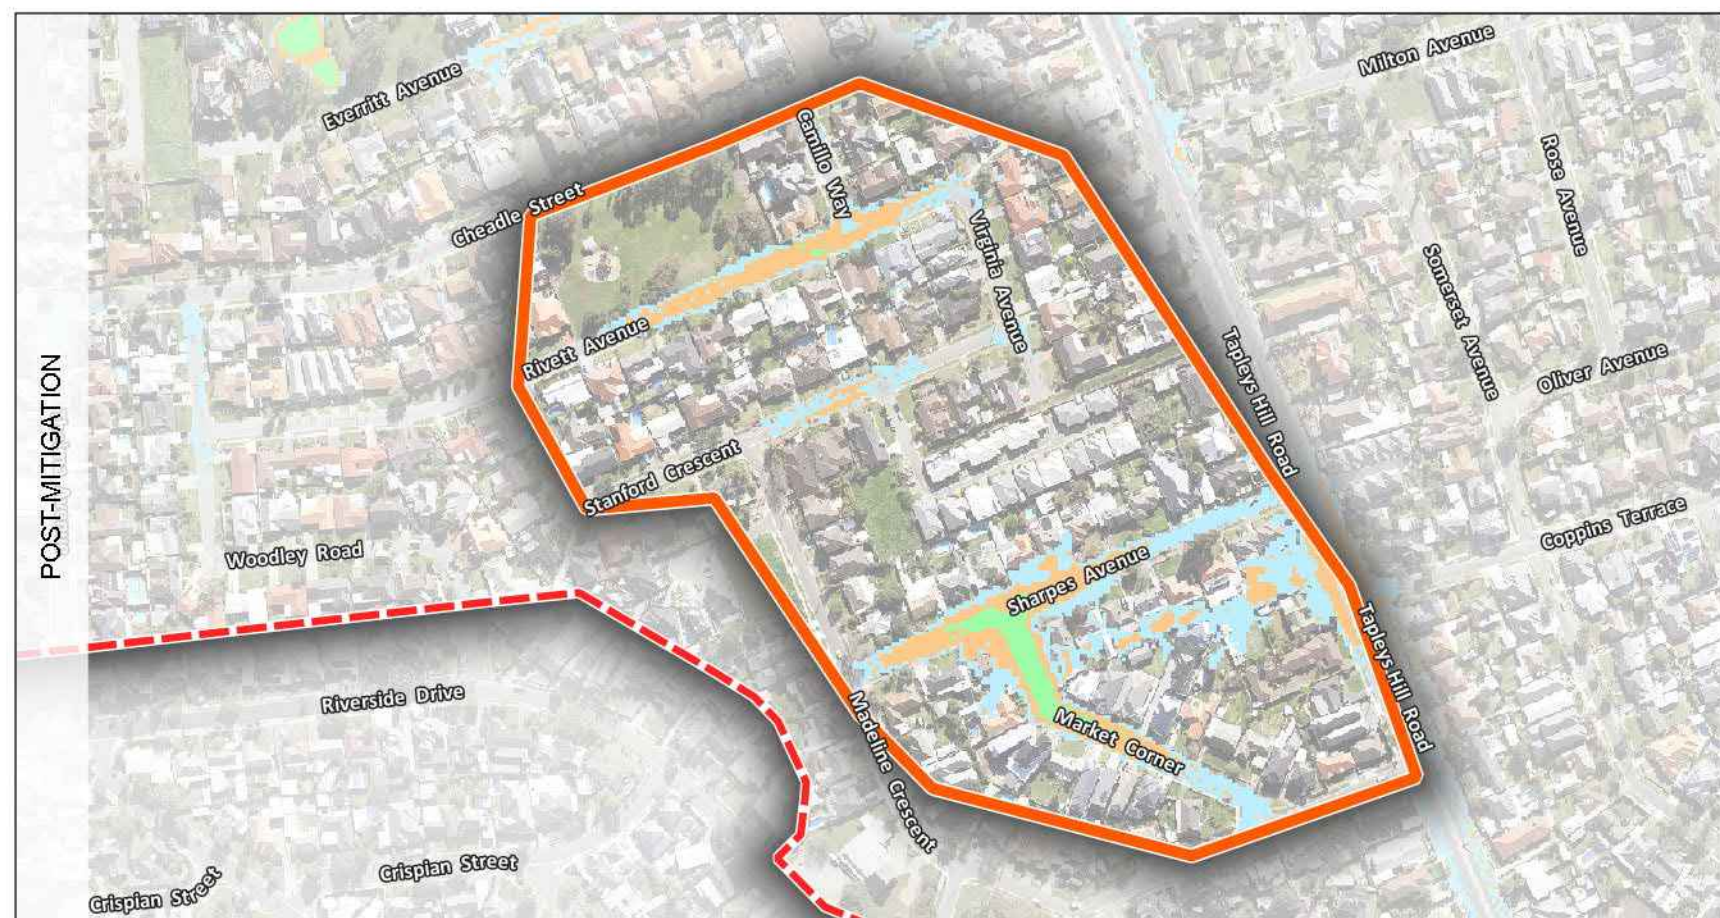 POST-MITIGATION
Everritt Avenue
Milton Avenue
Camillo Way
Rose Avenue
Cheadle Street
Virginia Avenue
Somerset Avenue
Rivett Avenue
Tapleys Hill Road
Oliver Avenue
Stanford Crescent
Woodley Road
Coppins Terrace
Sharpes Avenue
Tapleys Hill Road
Riverside Drive
Market Corner
Madeline Crescent
Crispian Street
Crispian Street